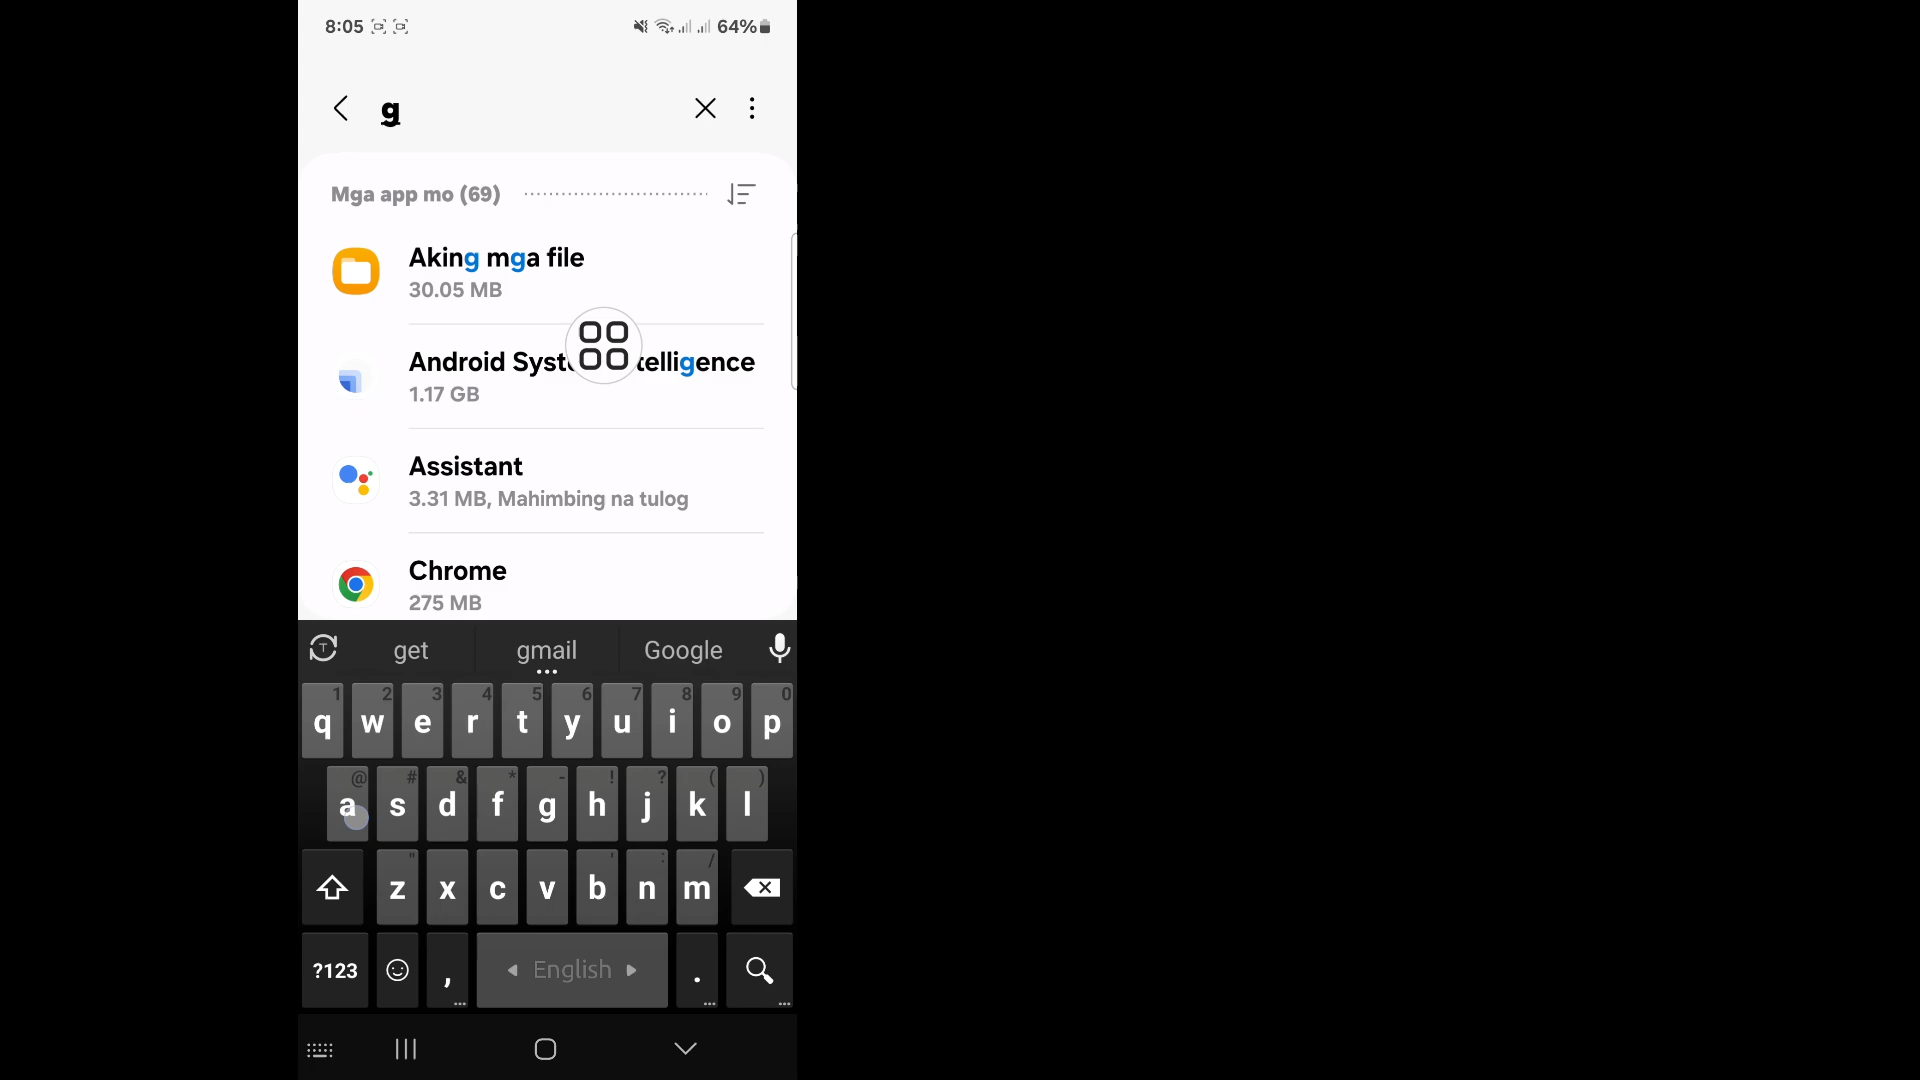 8:05 64%
g
Mga app mo (69)
Aking mga file
30.05 MB
Android Syst telligence
1.17 GB
Assistant
3.31 MB, Mahimbing na tulog
Chrome
275 MB
T get gmail Google
1 2 3 4 5 6 7 8 9 0
q w e r t y u i o p
@ # & * - ! ? ( )
a s d f g h j k l
" ' : /
z x c v b n m
?123 , English .